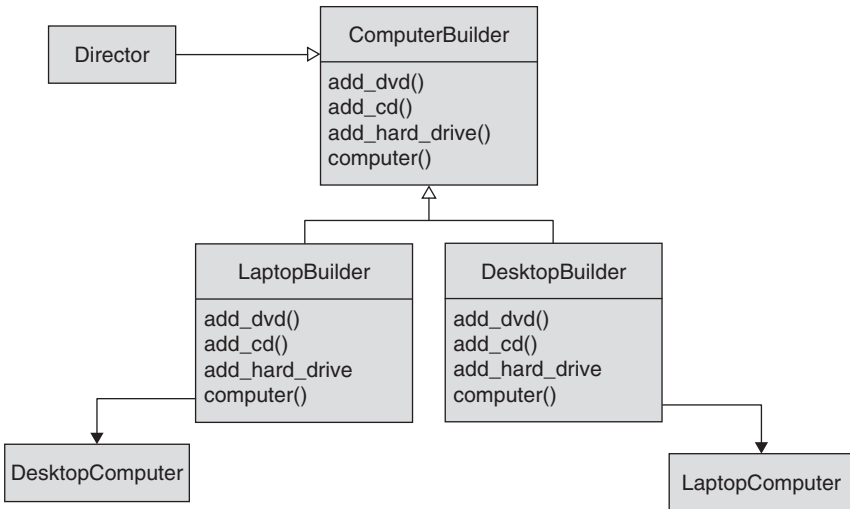 Director
ComputerBuilder
add_dvd()
add_cd()
add_hard_drive()
computer()
LaptopBuilder
add_dvd()
add_cd()
add_hard_drive
computer()
DesktopBuilder
add_dvd()
add_cd()
add_hard_drive
computer()
DesktopComputer
LaptopComputer